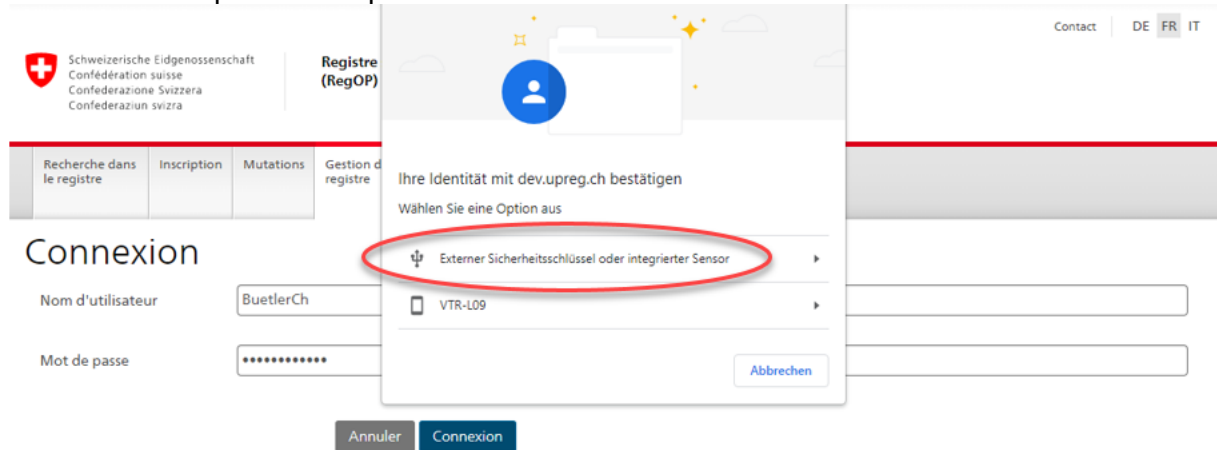 Contact DE FR IT
Schweizerische Eidgenossenschaft
Confédération suisse
Confederazione Svizzera
Confederaziun svizra
Registre
(RegOP)
Recherche dans
le registre
Inscription
Mutations
Gestion d
registre
Ihre Identität mit dev.upreg.ch bestätigen
Wählen Sie eine Option aus
Externer Sicherheitsschlüssel oder integrierter Sensor
VTR-L09
Abbrechen
Connexion
Nom d'utilisateur
BuetlerCh
Mot de passe
••••••••••••
Annuler
Connexion